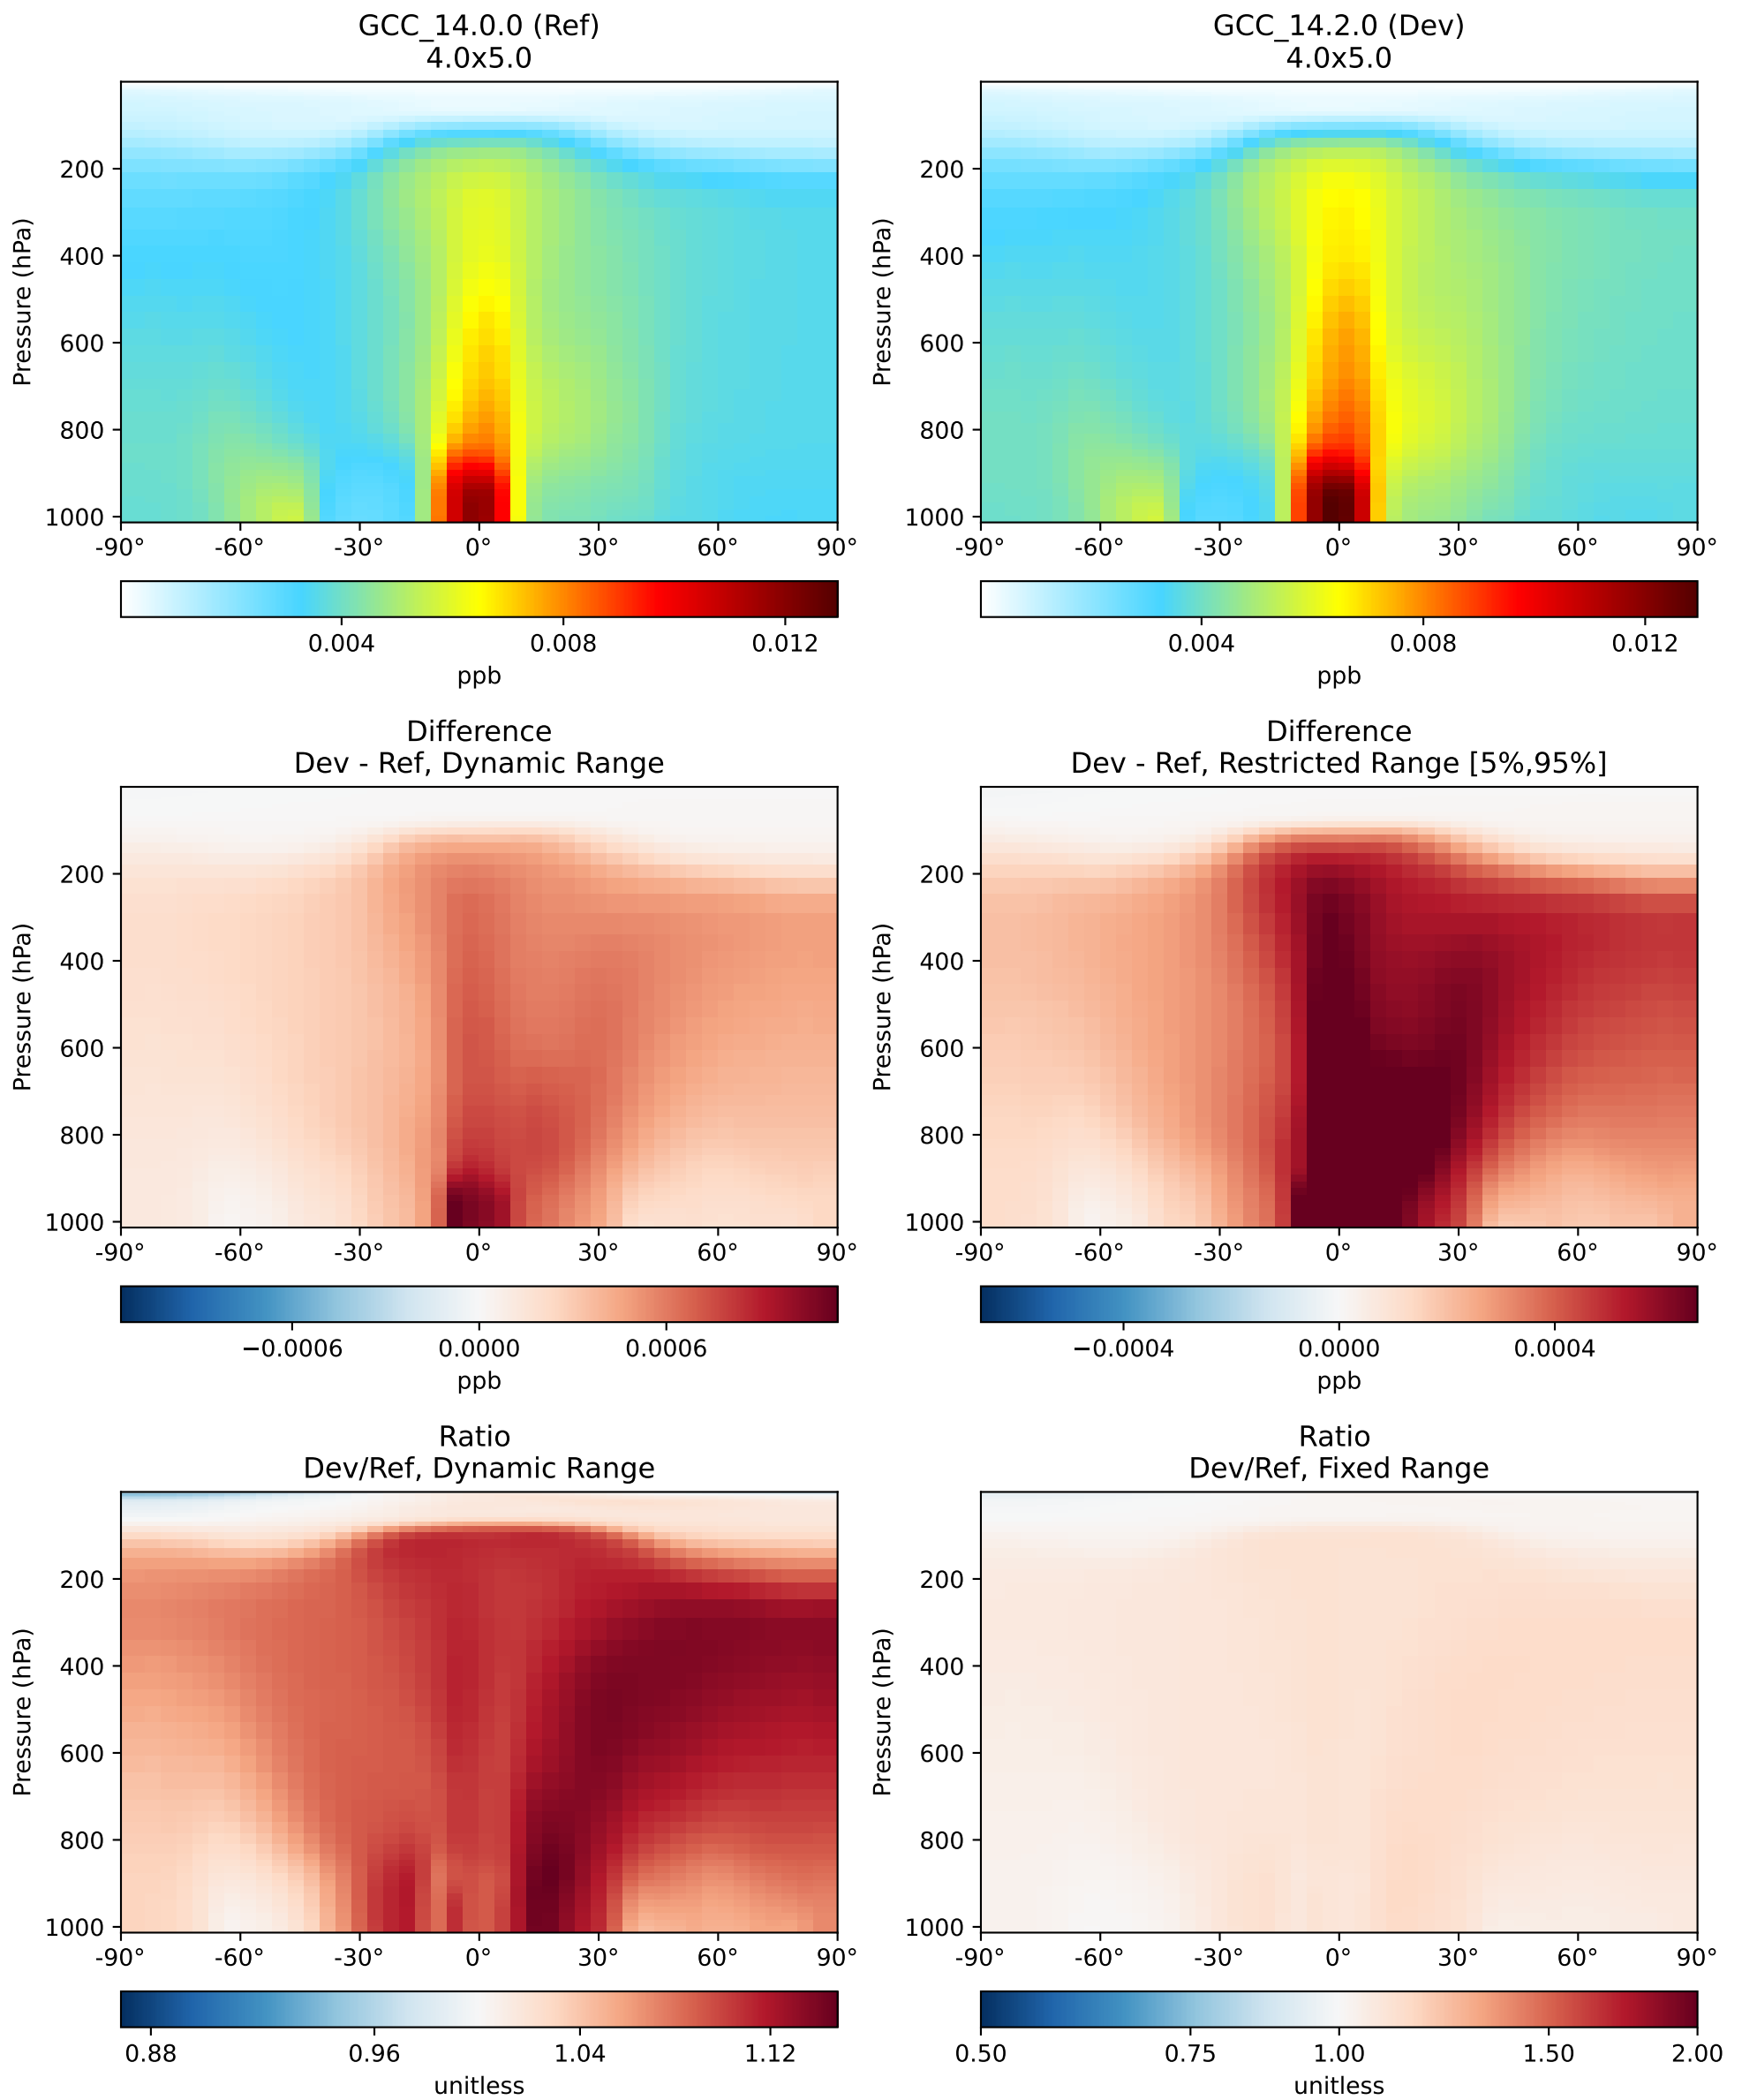 GCC_14.0.0 (Ref)
4.0x5.0
Pressure (hPa)
200
400
600
800
1000
-90° -60° -30° 0° 30° 60° 90°
0.004 0.008 0.012
ppb
GCC_14.2.0 (Dev)
4.0x5.0
Pressure (hPa)
200
400
600
800
1000
-90° -60° -30° 0° 30° 60° 90°
0.004 0.008 0.012
ppb
Difference
Dev - Ref, Dynamic Range
Pressure (hPa)
200
400
600
800
1000
-90° -60° -30° 0° 30° 60° 90°
−0.0006 0.0000 0.0006
ppb
Difference
Dev - Ref, Restricted Range [5%,95%]
Pressure (hPa)
200
400
600
800
1000
-90° -60° -30° 0° 30° 60° 90°
−0.0004 0.0000 0.0004
ppb
Ratio
Dev/Ref, Dynamic Range
Pressure (hPa)
200
400
600
800
1000
-90° -60° -30° 0° 30° 60° 90°
0.88 0.96 1.04 1.12
unitless
Ratio
Dev/Ref, Fixed Range
Pressure (hPa)
200
400
600
800
1000
-90° -60° -30° 0° 30° 60° 90°
0.50 0.75 1.00 1.50 2.00
unitless